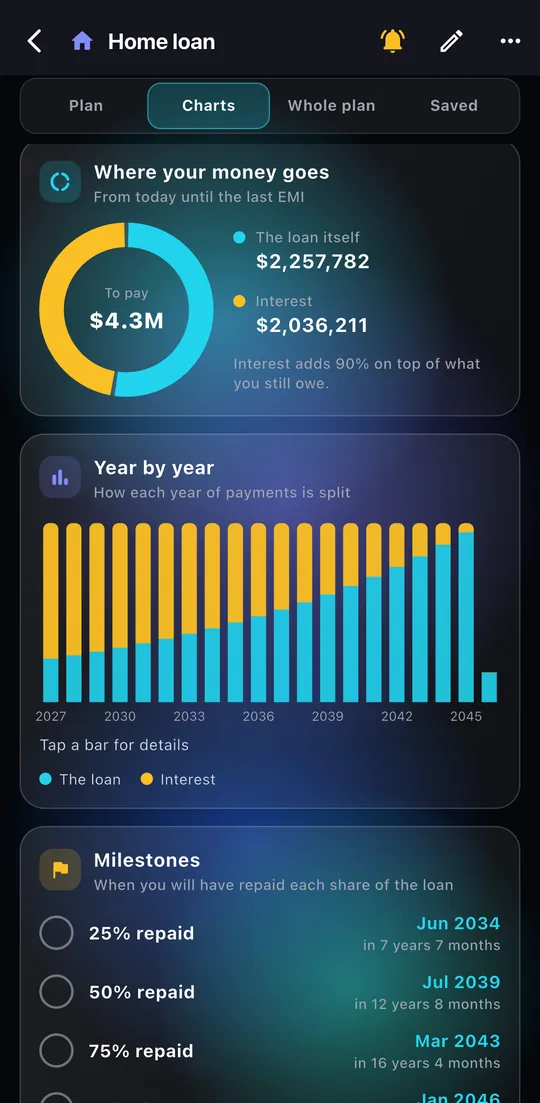 Home loan
Plan
Charts
Whole plan
Saved
Where your money goes
From today until the last EMI
To pay
$4.3M
The loan itself
$2,257,782
Interest
$2,036,211
Interest adds 90% on top of what
you still owe.
Year by year
How each year of payments is split
2027 2030 2033 2036 2039 2042 2045
Tap a bar for details
The loan
Interest
Milestones
When you will have repaid each share of the loan
25% repaid
Jun 2034
in 7 years 7 months
50% repaid
Jul 2039
in 12 years 8 months
75% repaid
Mar 2043
in 16 years 4 months
Jan 2046